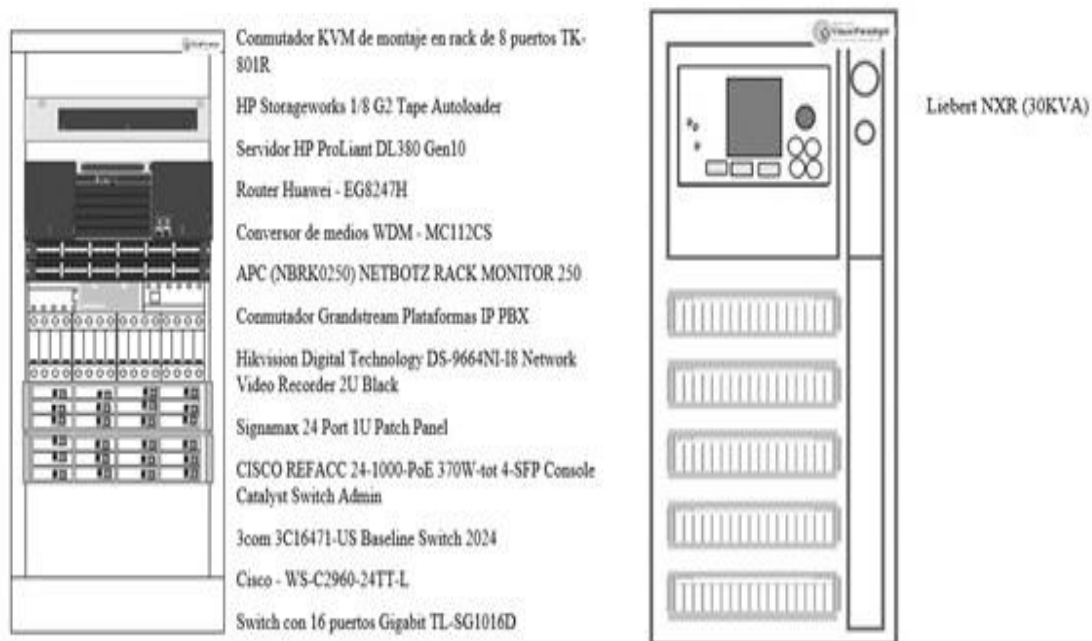 Conmutador KVM de montaje en rack de 8 puertos TK-
801R
HP Storageworks 1/8 G2 Tape Autoloader
Servidor HP ProLiant DL380 Gen10
Router Huawei - EG8247H
Conversor de medios WDM - MC112CS
APC (NBRK0250) NETBOTZ RACK MONITOR 250
Conmutador Grandstream Plataformas IP PBX
Hikvision Digital Technology DS-9664NI-I8 Network
Video Recorder 2U Black
Signamax 24 Port 1U Patch Panel
CISCO REFACC 24-1000-PoE 370W-tot 4-SFP Console
Catalyst Switch Admin
3com 3C16471-US Baseline Switch 2024
Cisco - WS-C2960-24TT-L
Switch con 16 puertos Gigabit TL-SG1016D
Visual Paradigm
Liebert NXR (30KVA)